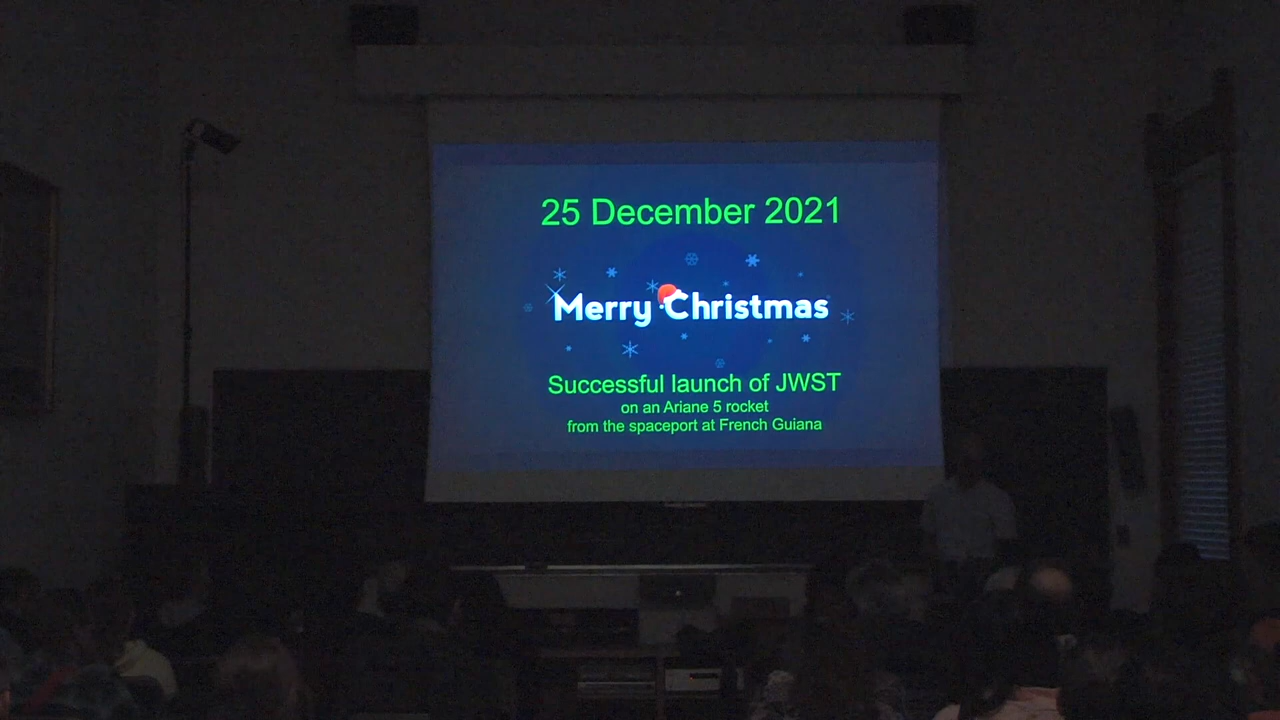 25 December 2021
Merry Christmas
Successful launch of JWST
on an Ariane 5 rocket
from the spaceport at French Guiana